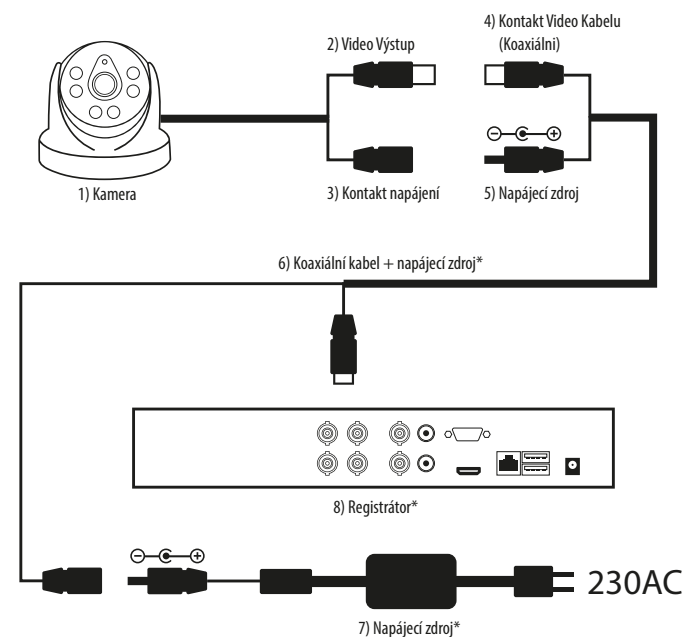 4) Kontakt Video Kabelu
(Koaxiálni)
2) Video Výstup
1) Kamera
3) Kontakt napájení
5) Napájecí zdroj
6) Koaxiální kabel + napájecí zdroj*
8) Registrátor*
230AC
7) Napájecí zdroj*